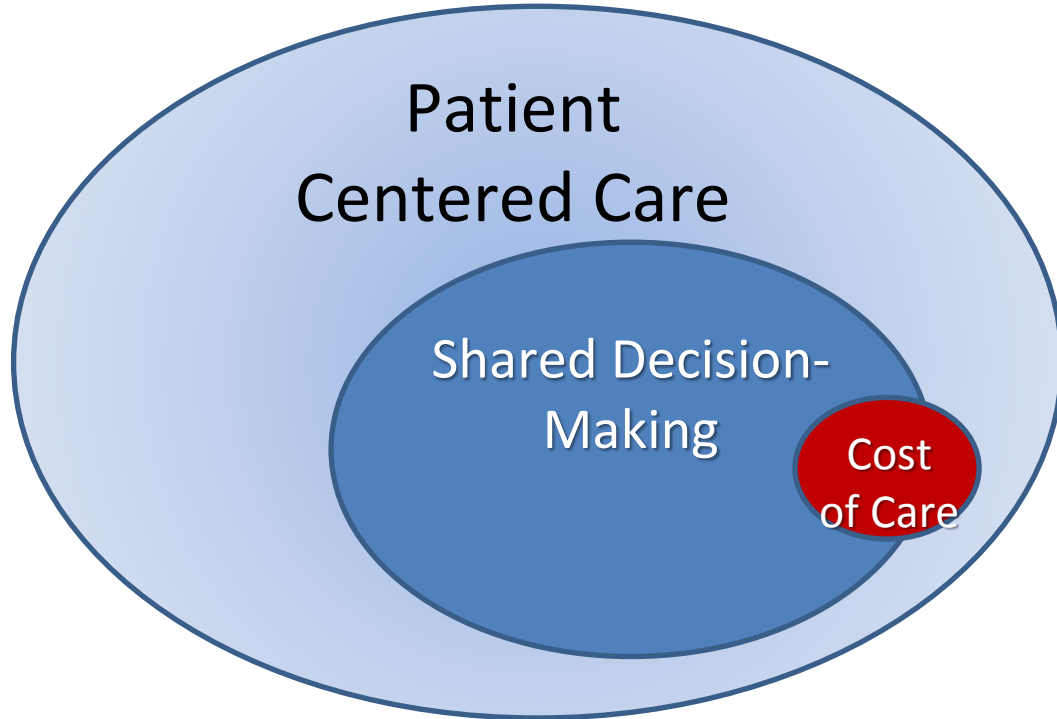 Patient
Centered Care
Shared Decision-
Making
Cost
of Care